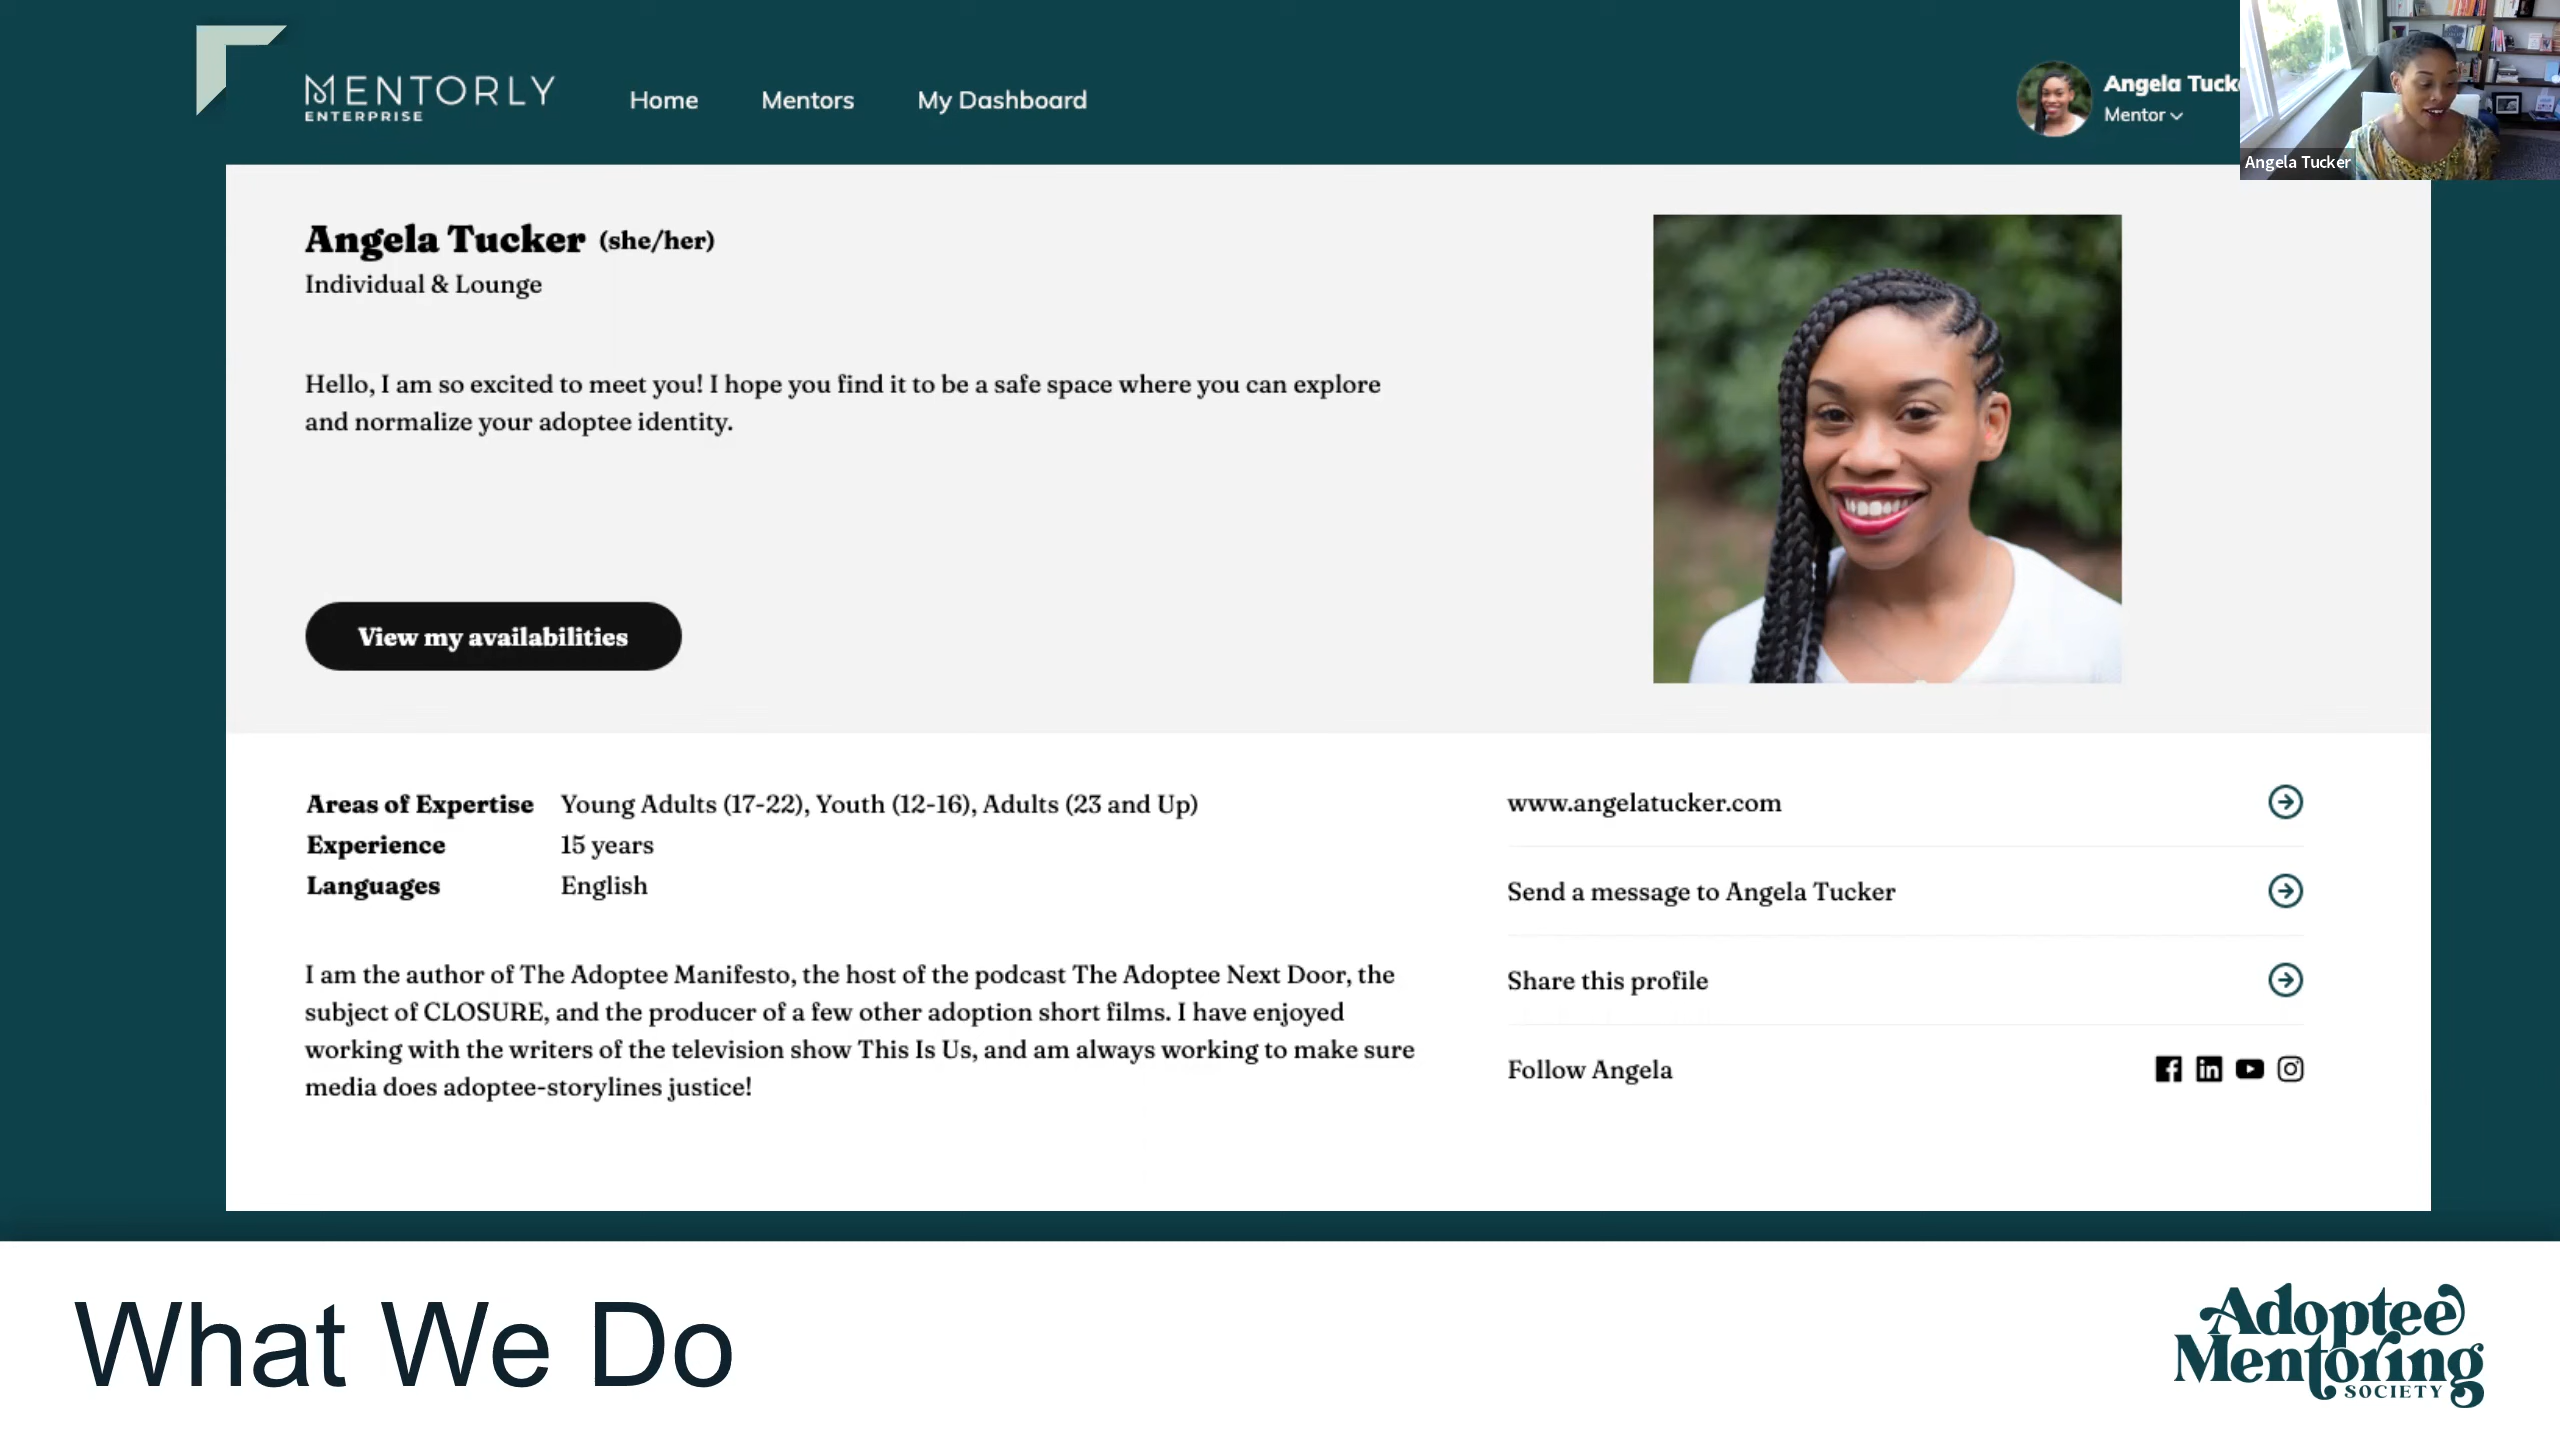 MENTORLY
ENTERPRISE
Home
Mentors
My Dashboard
Angela Tuck
Mentor
Angela Tucker
Angela Tucker (she/her)
Individual & Lounge
Hello, I am so excited to meet you! I hope you find it to be a safe space where you can explore
and normalize your adoptee identity.
View my availabilities
Areas of Expertise Young Adults (17-22), Youth (12-16), Adults (23 and Up)
Experience 15 years
Languages English
I am the author of The Adoptee Manifesto, the host of the podcast The Adoptee Next Door, the
subject of CLOSURE, and the producer of a few other adoption short films. I have enjoyed
working with the writers of the television show This Is Us, and am always working to make sure
media does adoptee-storylines justice!
www.angelatucker.com
Send a message to Angela Tucker
Share this profile
Follow Angela
What We Do
Adoptee
Mentoring
SOCIETY